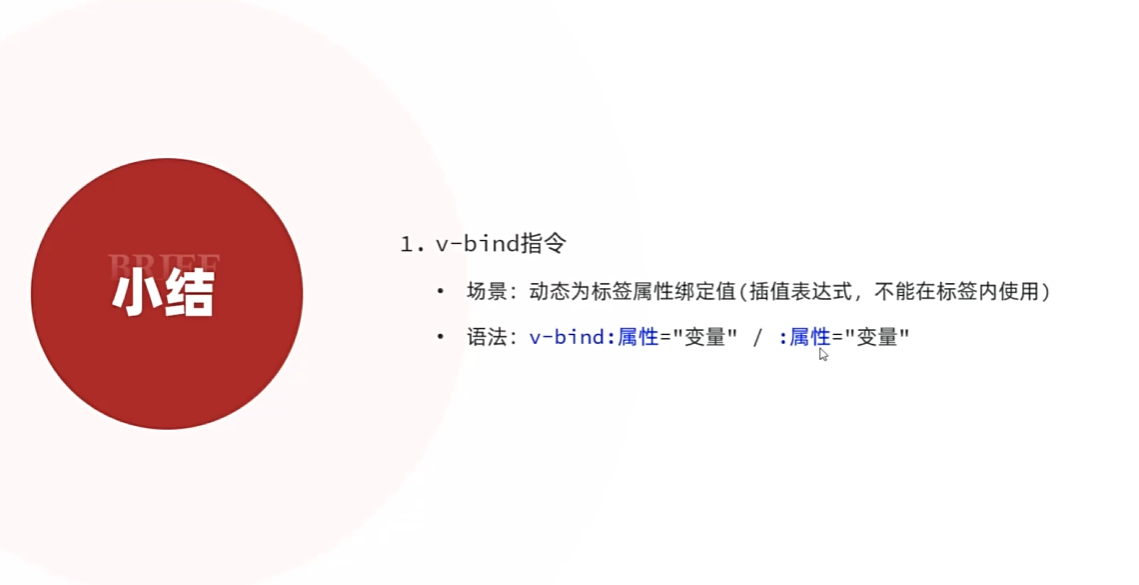 BRIEF
小结
1. v-bind指令
• 场景：动态为标签属性绑定值(插值表达式，不能在标签内使用)
• 语法：v-bind:属性="变量" / :属性="变量"